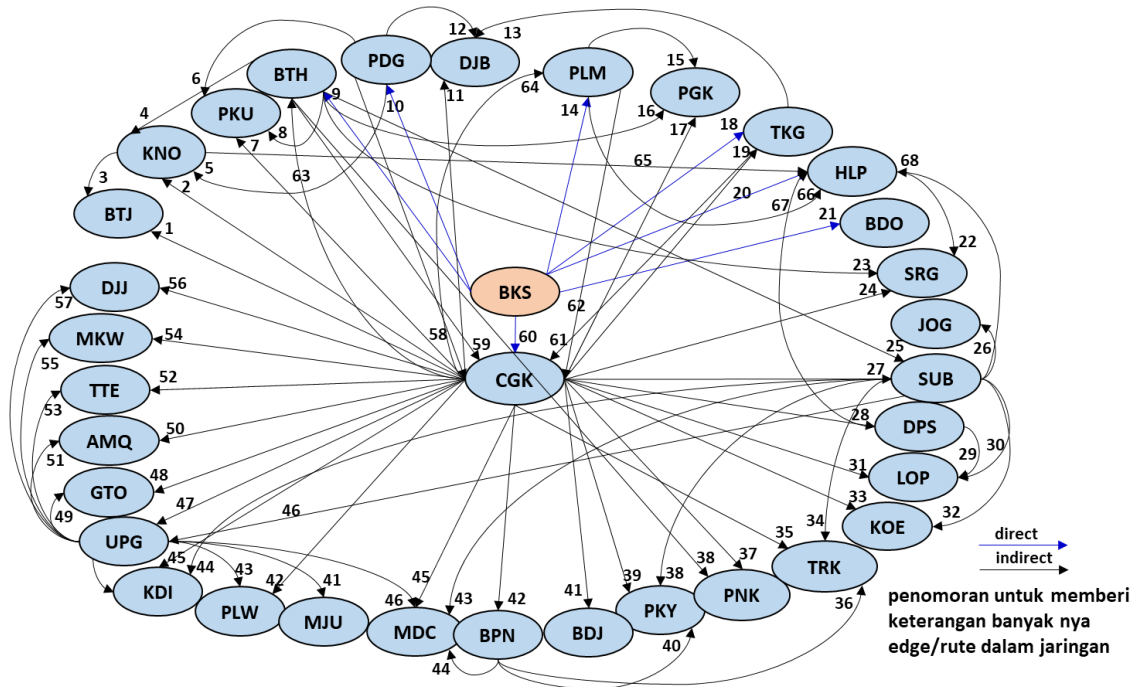 12
13
PDG
DJB
BTH
6
9
64
PLM
15
10
11
14
PGK
4
PKU
16
18
TKG
8
17
7
19
KNO
65
68
5
63
HLP
3
2
20
66
67
BTJ
1
21
BDO
22
23
SRG
DJJ
56
BKS
24
57
62
JOG
MKW
54
58
60
61
25
26
59
55
27
TTE
52
CGK
SUB
53
28
DPS
AMQ
50
30
51
29
31
LOP
GTO
48
49
47
33
46
34
KOE
32
UPG
35
direct
45
38
37
indirect
44
43
45
TRK
KDI
42
41
39
38
36
46
43
42
41
PNK
penomoran untuk memberi
PLW
PKY
MJU
keterangan banyak nya
MDC
BPN
BDJ
40
edge/rute dalam jaringan
44